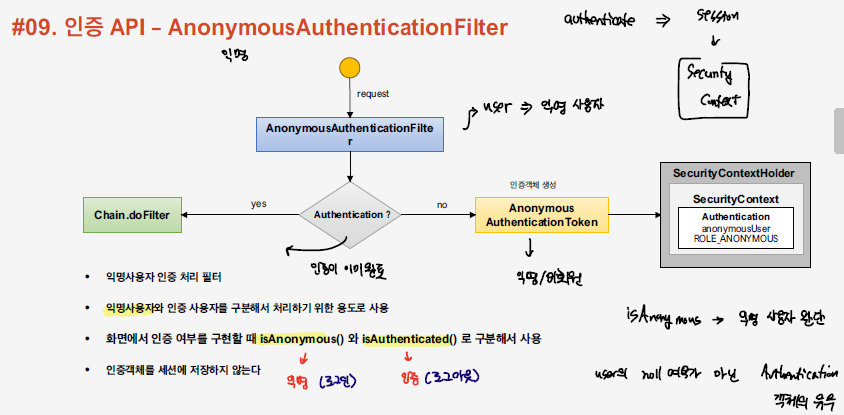 #09. 인증 API – AnonymousAuthenticationFilter
익명
authenticate ⇒ session
Security
Context
request
user ⇒ 익명 사용자
AnonymousAuthenticationFilte
r
인증객체 생성
SecurityContextHolder
SecurityContext
Authentication
anonymousUser
ROLE_ANONYMOUS
Chain.doFilter
yes
Authentication ?
no
Anonymous
AuthenticationToken
인증이 이미 완료
익명/비회원
• 익명사용자 인증 처리 필터
• 익명사용자와 인증 사용자를 구분해서 처리하기 위한 용도로 사용
• 화면에서 인증 여부를 구현할 때 isAnonymous() 와 isAuthenticated() 로 구분해서 사용
• 인증객체를 세션에 저장하지 않는다
익명 (로그인)
인증 (로그아웃)
isAnonymous → 익명 사용자 판단
user의 null 여부가 아닌 Authentication
객체의 유무